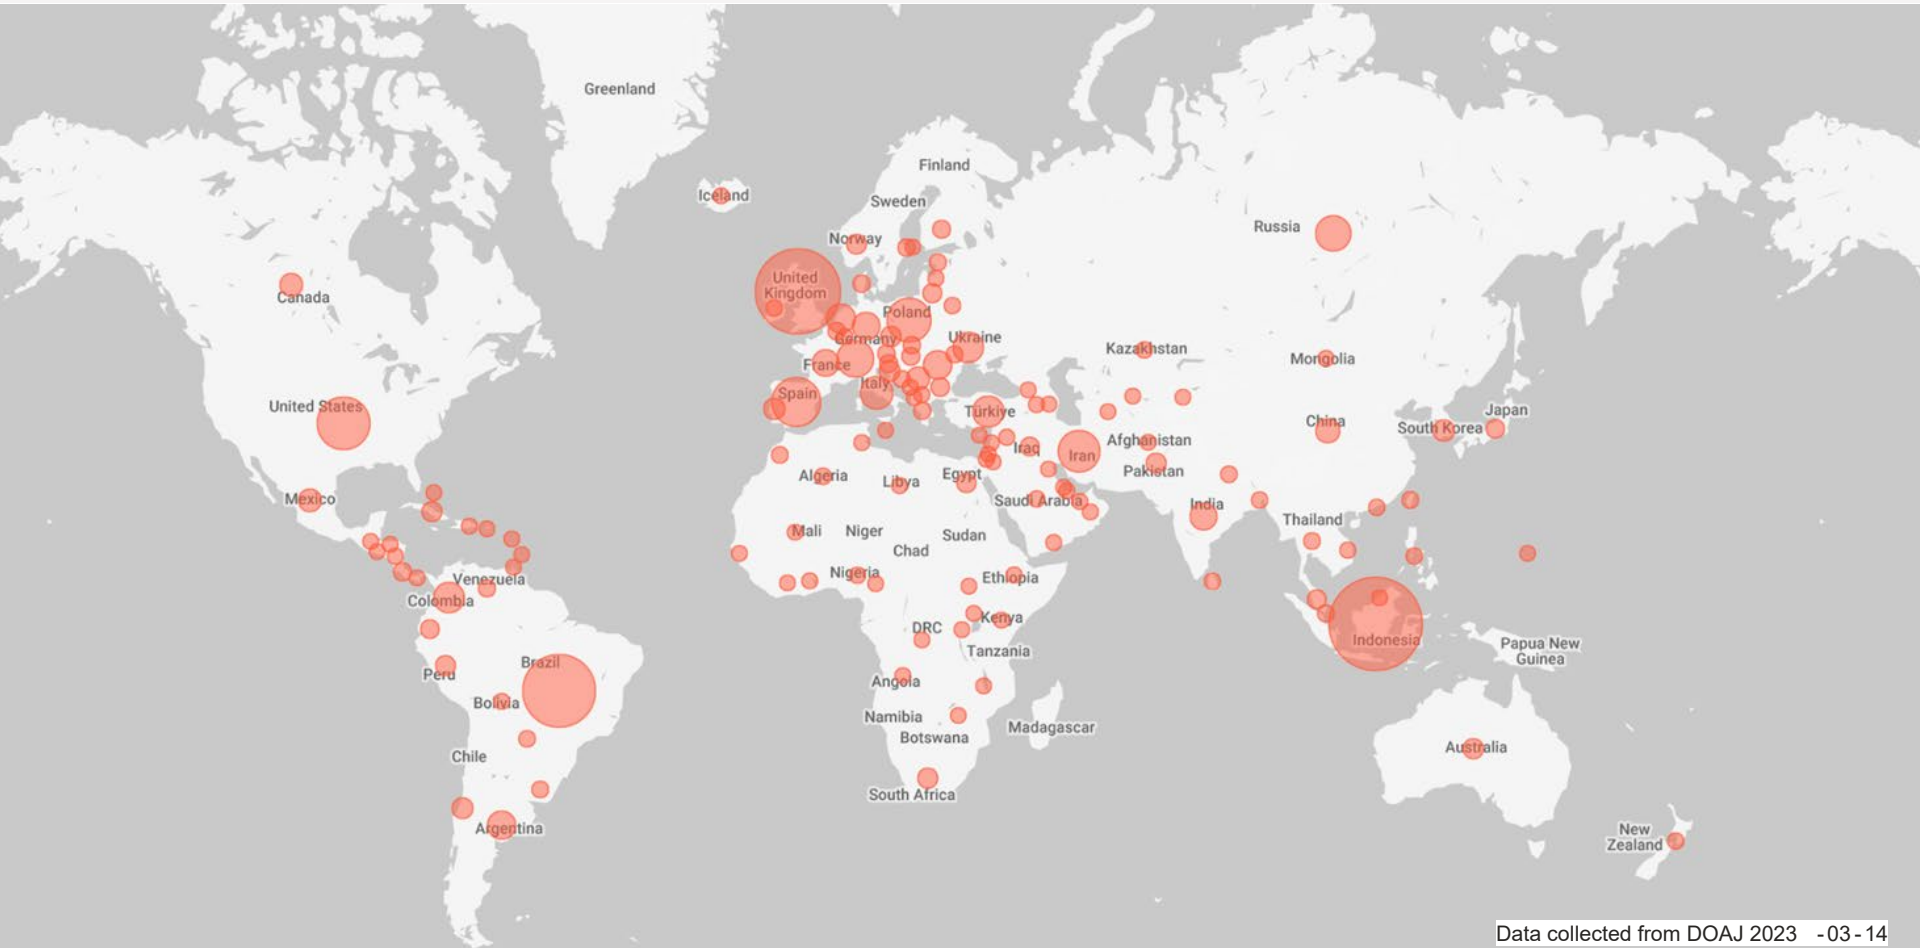 Greenland
Finland
Iceland
Sweden
Russia
Norway
United
Kingdom
Canada
Poland
Germany
Ukraine
Kazakhstan
Mongolia
France
Italy
Spain
United States
Türkiye
Japan
China
South Korea
Afghanistan
Iraq
Iran
Pakistan
Algeria
Libya
Egypt
Mexico
Saudi Arabia
India
Thailand
Mali
Niger
Sudan
Chad
Nigeria
Ethiopia
Venezuela
Colombia
Kenya
DRC
Indonesia
Papua New
Guinea
Tanzania
Brazil
Peru
Angola
Bolivia
Namibia
Madagascar
Botswana
Australia
Chile
South Africa
Argentina
New
Zealand
Data collected from DOAJ 2023 -03-14